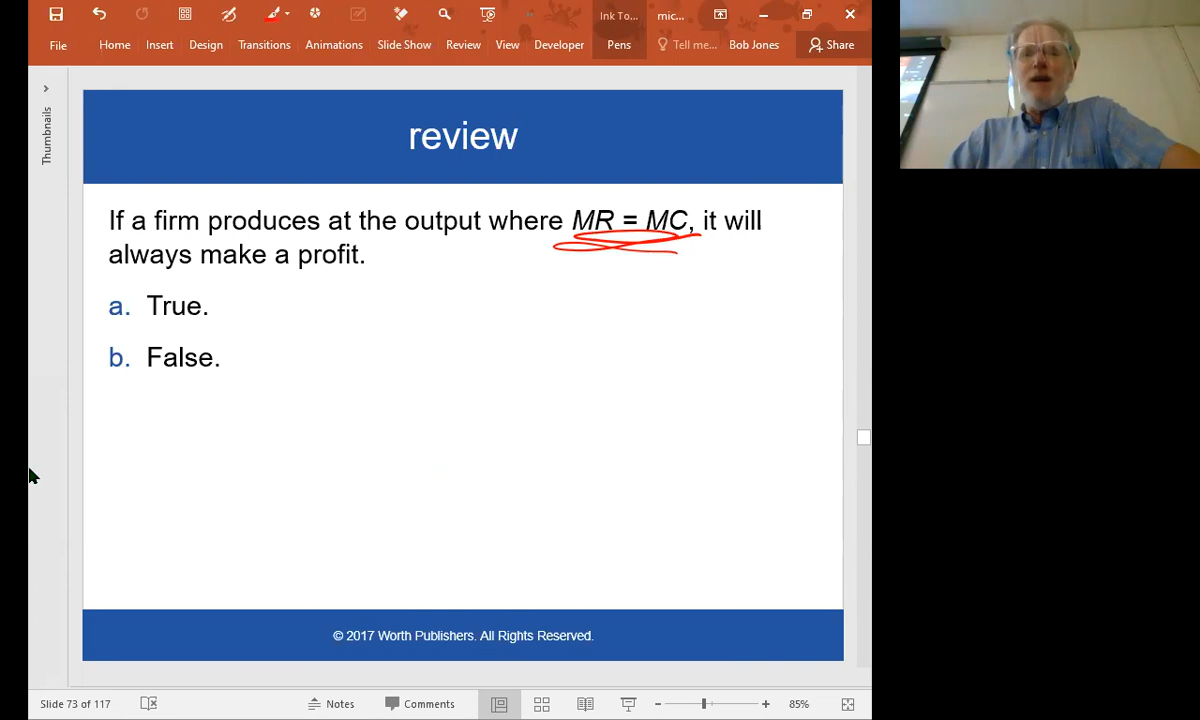 Ink To... mic...
File Home Insert Design Transitions Animations Slide Show Review View Developer Pens Tell me... Bob Jones Share
Thumbnails
review
If a firm produces at the output where MR = MC, it will
always make a profit.
a. True.
b. False.
© 2017 Worth Publishers. All Rights Reserved.
Slide 73 of 117 Notes Comments 85%